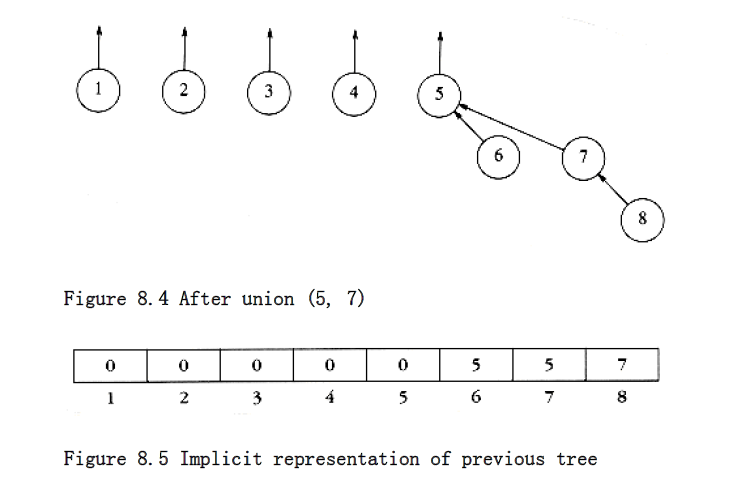 1 2 3 4 5
6 7
8
Figure 8.4 After union (5, 7)
0 0 0 0 0 5 5 7
1 2 3 4 5 6 7 8
Figure 8.5 Implicit representation of previous tree